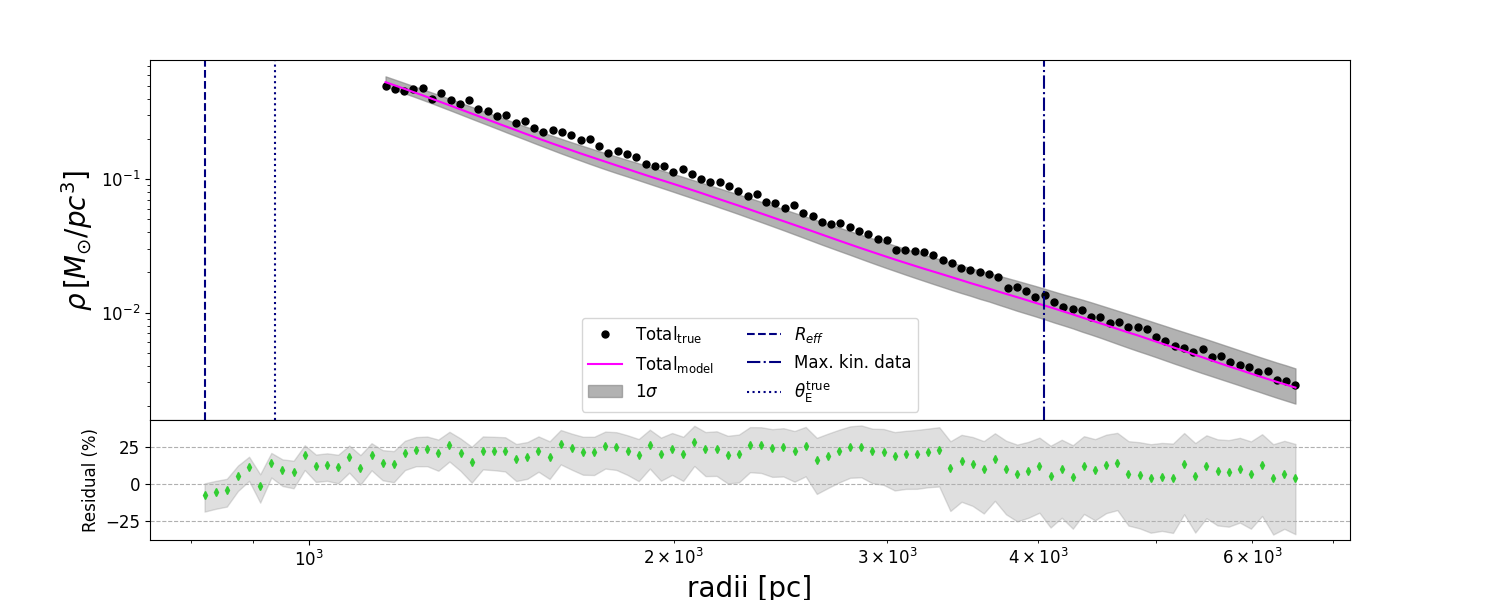 ρ [M⊙/pc³]
10⁻¹
10⁻²
Total_true
Total_model
1σ
R_eff
Max. kin. data
θ_E^true
Residual (%)
25
0
−25
10³
2 × 10³
3 × 10³
4 × 10³
6 × 10³
radii [pc]